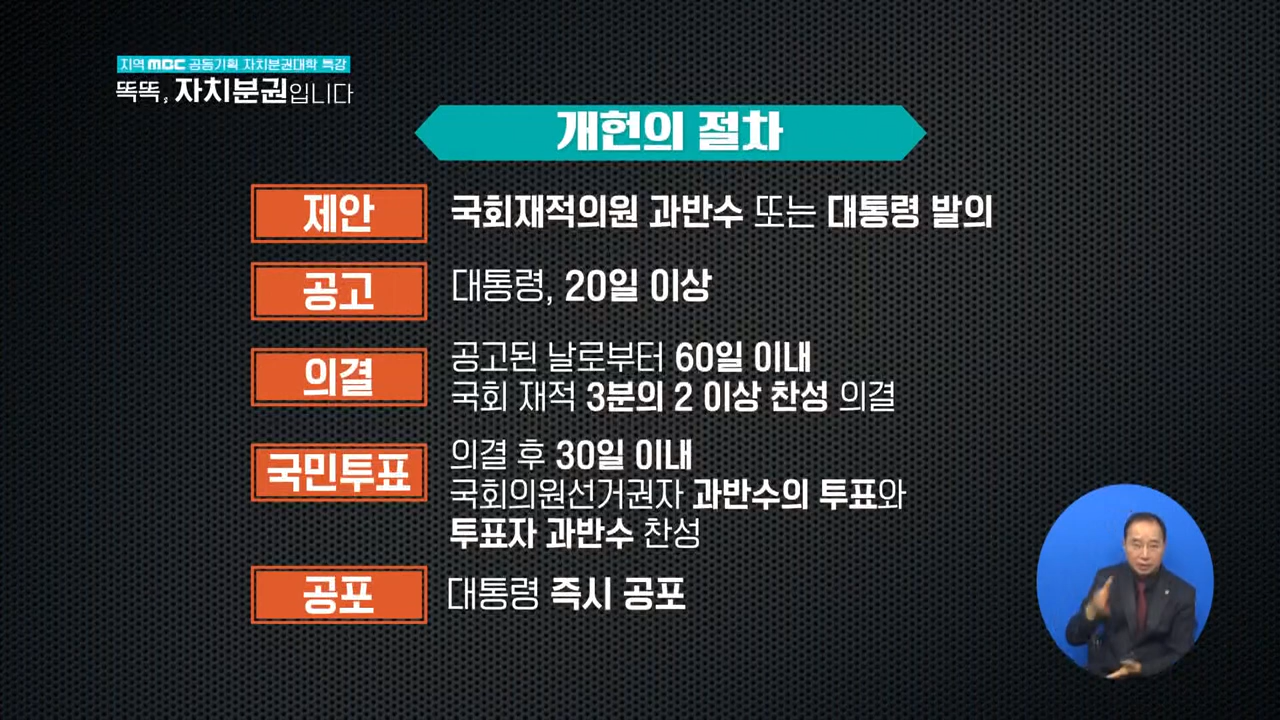 지역 MBC 공동기획 자치분권대학 특강
똑똑, 자치분권입니다
개헌의 절차
제안
국회재적의원 과반수 또는 대통령 발의
공고
대통령, 20일 이상
의결
공고된 날로부터 60일 이내
국회 재적 3분의 2 이상 찬성 의결
국민투표
의결 후 30일 이내
국회의원선거권자 과반수의 투표와
투표자 과반수 찬성
공포
대통령 즉시 공포